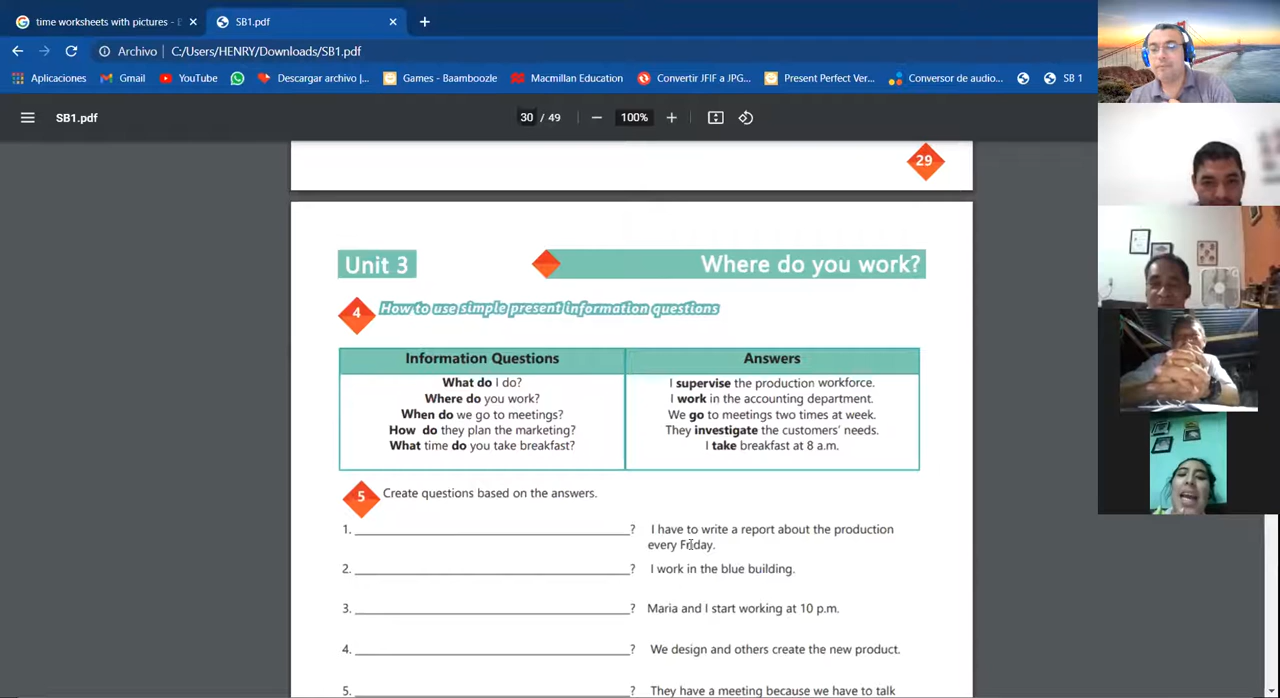 time worksheets with pictures - E
SB1.pdf
Archivo C:/Users/HENRY/Downloads/SB1.pdf
Aplicaciones Gmail YouTube Descargar archivo |... Games - Baamboozle Macmillan Education Convertir JFIF a JPG... Present Perfect Ver... Conversor de audio... SB 1
SB1.pdf 30 / 49 100%
29
Unit 3 Where do you work?
4 How to use simple present information questions
Information Questions Answers
What do I do? I supervise the production workforce.
Where do you work? I work in the accounting department.
When do we go to meetings? We go to meetings two times at week.
How do they plan the marketing? They investigate the customers' needs.
What time do you take breakfast? I take breakfast at 8 a.m.
5 Create questions based on the answers.
1. ______________________? I have to write a report about the production
every Friday.
2. ______________________? I work in the blue building.
3. ______________________? Maria and I start working at 10 p.m.
4. ______________________? We design and others create the new product.
5. ______________________? They have a meeting because we have to talk